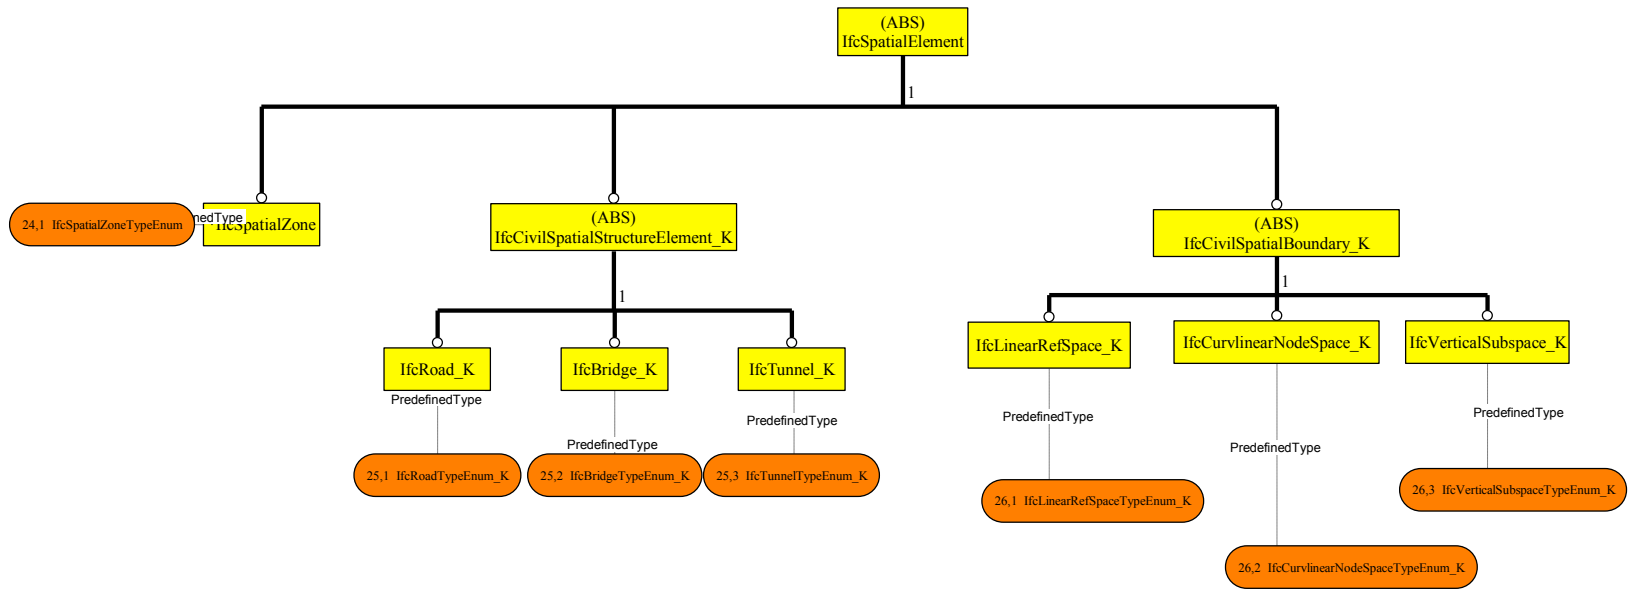 (ABS)
IfcSpatialElement
1
24,1 IfcSpatialZoneTypeEnum
nedType
IfcSpatialZone
(ABS)
IfcCivilSpatialStructureElement_K
(ABS)
IfcCivilSpatialBoundary_K
1
1
IfcRoad_K
IfcBridge_K
IfcTunnel_K
IfcLinearRefSpace_K
IfcCurvlinearNodeSpace_K
IfcVerticalSubspace_K
PredefinedType
PredefinedType
PredefinedType
PredefinedType
PredefinedType
PredefinedType
25,1 IfcRoadTypeEnum_K
25,2 IfcBridgeTypeEnum_K
25,3 IfcTunnelTypeEnum_K
26,1 IfcLinearRefSpaceTypeEnum_K
26,3 IfcVerticalSubspaceTypeEnum_K
26,2 IfcCurvlinearNodeSpaceTypeEnum_K